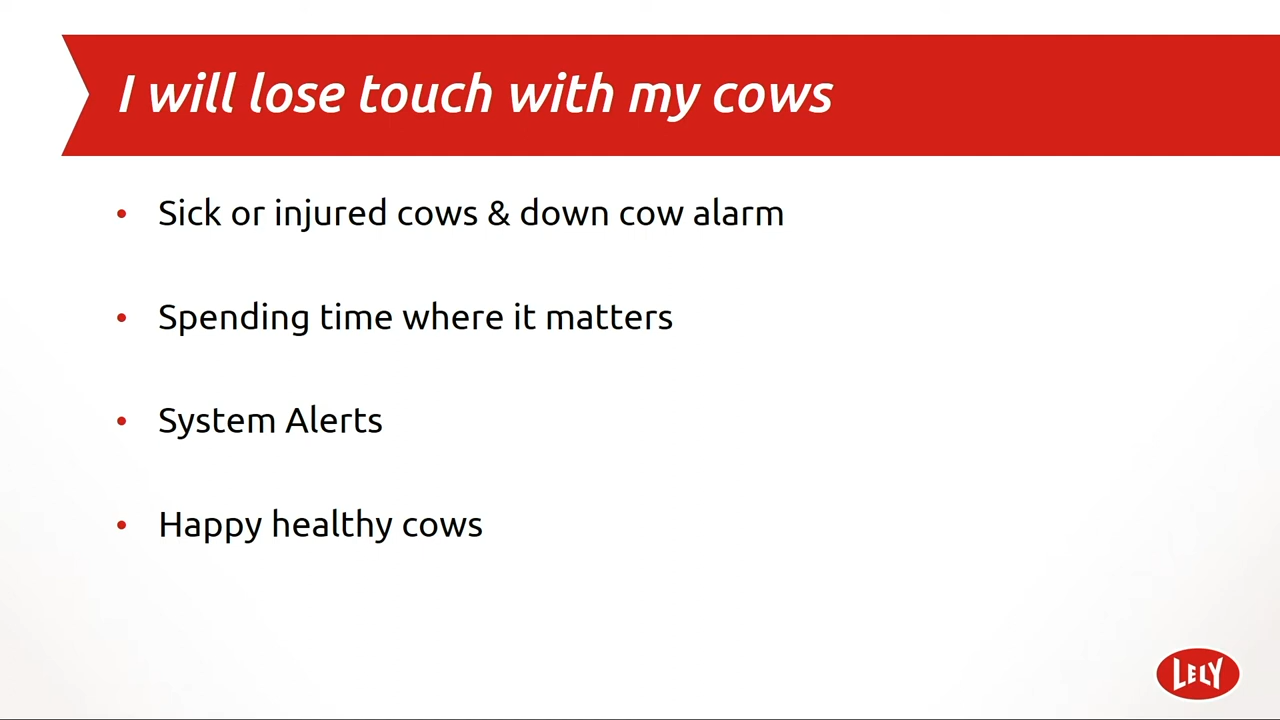 I will lose touch with my cows
• Sick or injured cows & down cow alarm
• Spending time where it matters
• System Alerts
• Happy healthy cows
LELY